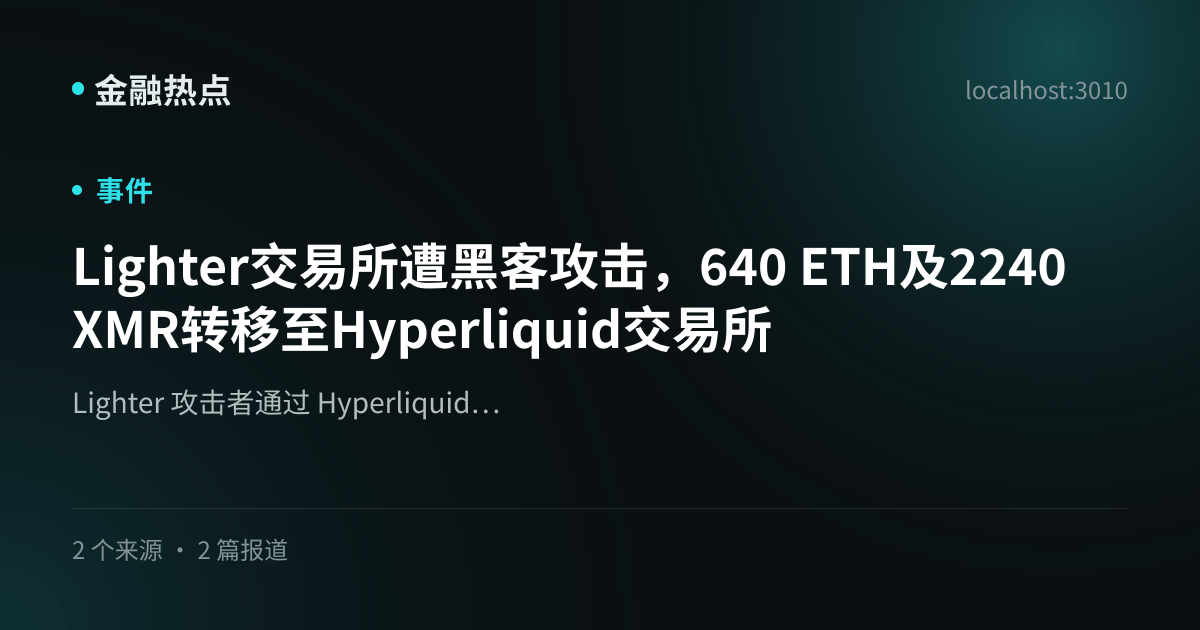 金融热点
localhost:3010
事件
Lighter交易所遭黑客攻击，640 ETH及2240
XMR转移至Hyperliquid交易所
Lighter 攻击者通过 Hyperliquid…
2 个来源 · 2 篇报道